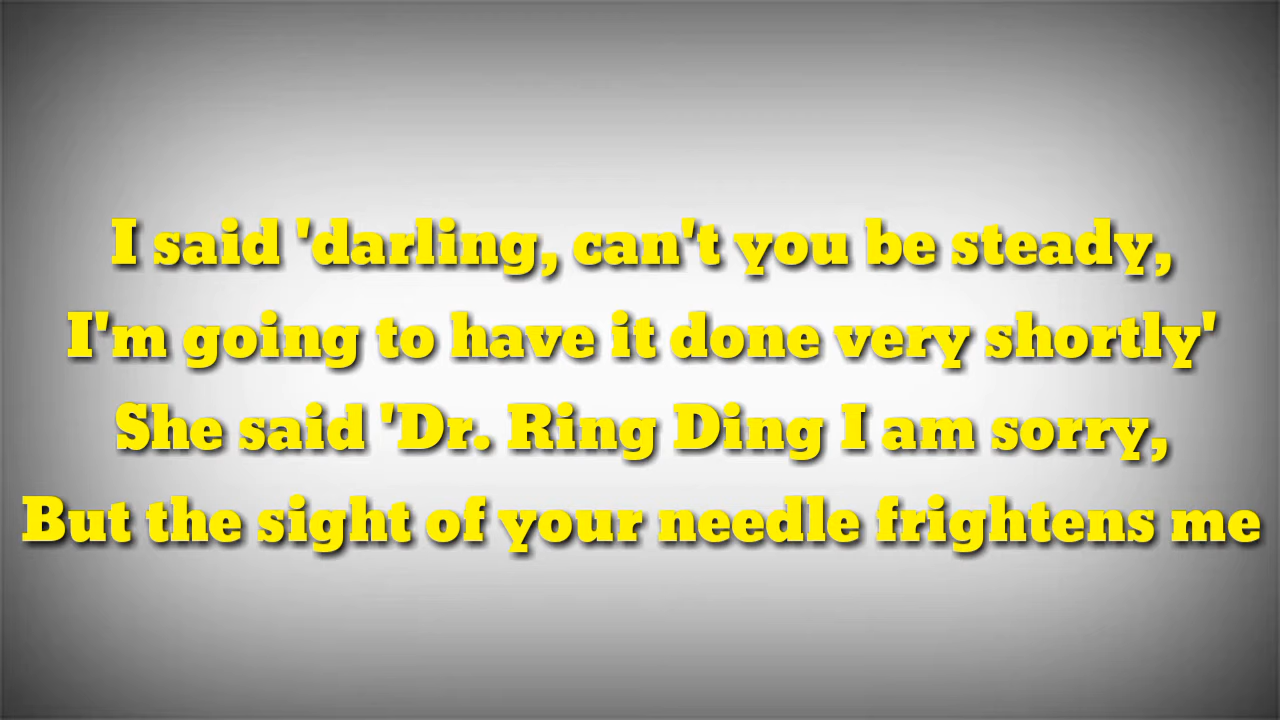 I said 'darling, can't you be steady,
I'm going to have it done very shortly'
She said 'Dr. Ring Ding I am sorry,
But the sight of your needle frightens me